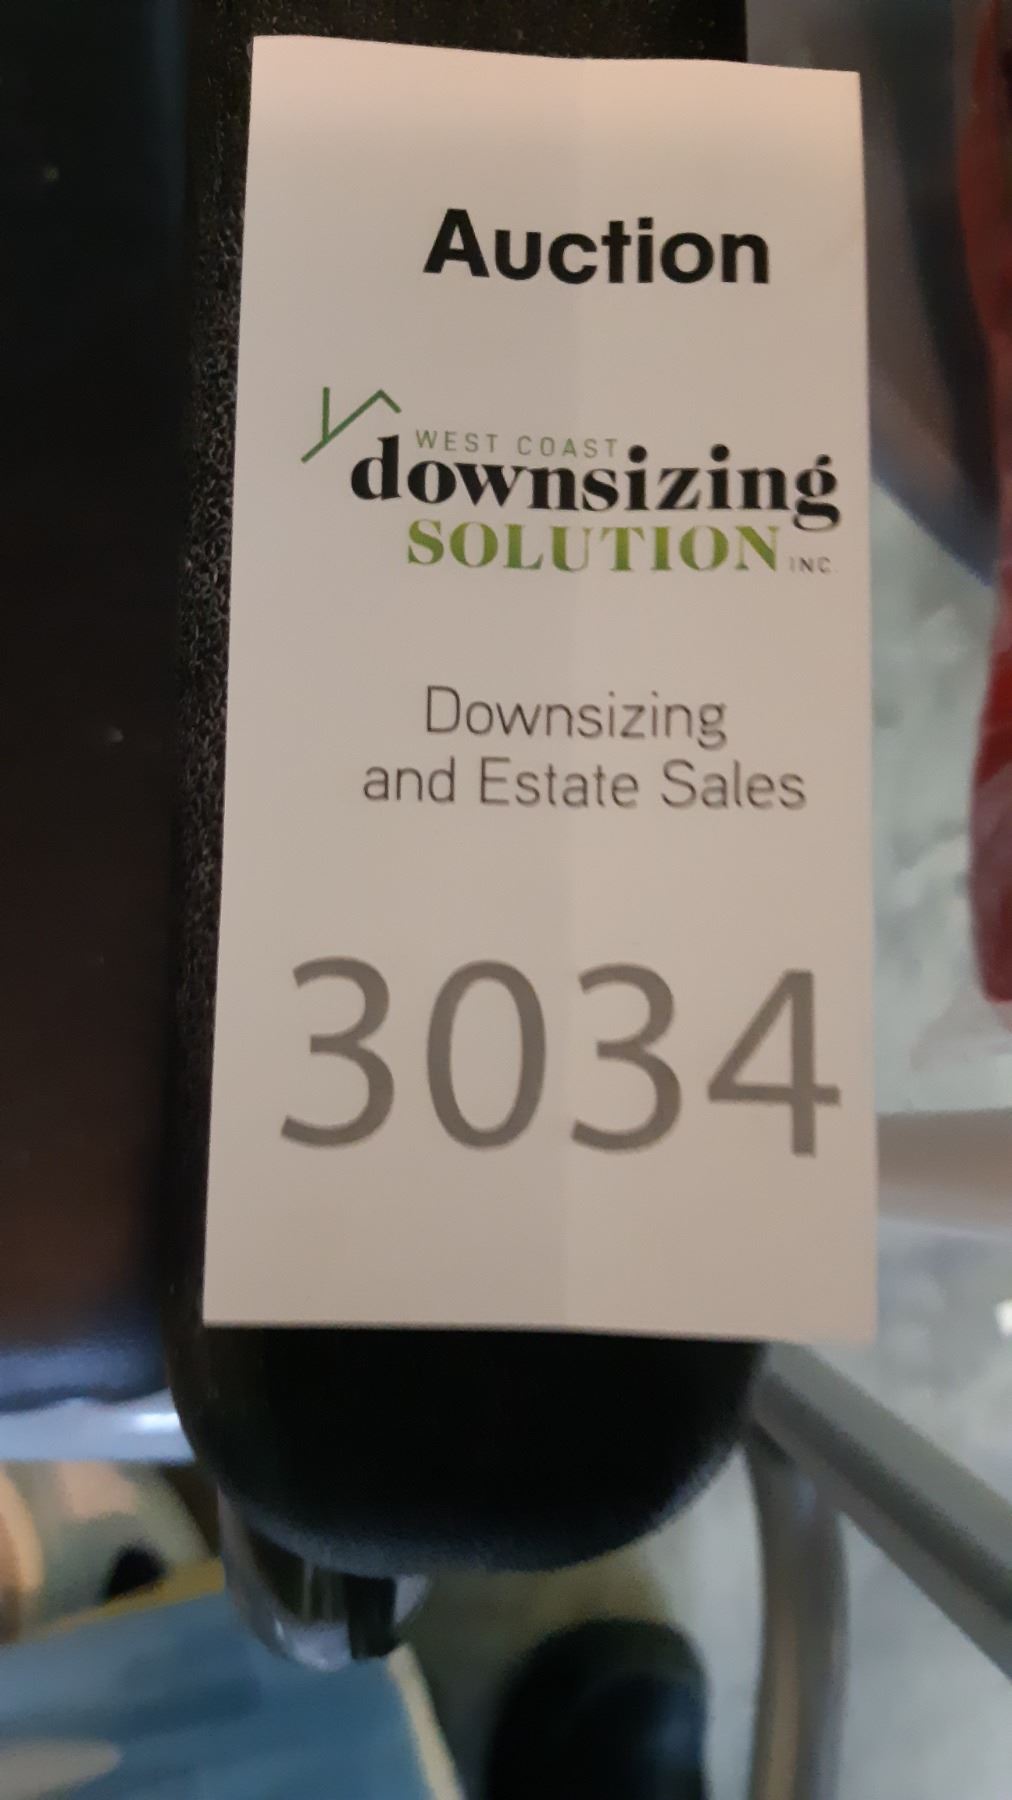 Auction
WEST COAST
downsizing
SOLUTION INC.
Downsizing
and Estate Sales
3034